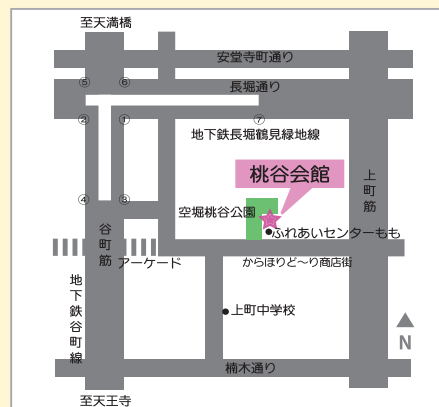 至天満橋
安堂寺町通り
⑤
⑥
長堀通り
②
①
⑦
地下鉄長堀鶴見緑地線
桃谷会館
上町筋
④
③
空堀桃谷公園
谷町筋
ふれあいセンターもも
アーケード
からほりど〜り商店街
地下鉄谷町線
上町中学校
N
楠木通り
至天王寺